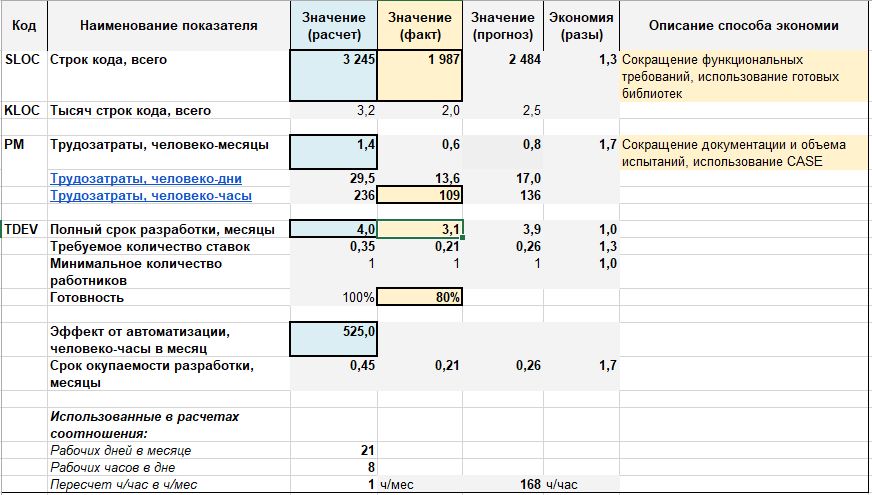 Код Наименование показателя Значение (расчет) Значение (факт) Значение (прогноз) Экономия (разы) Описание способа экономии
SLOC Строк кода, всего 3 245 1 987 2 484 1,3 Сокращение функциональных
требований, использование готовых
библиотек
KLOC Тысяч строк кода, всего 3,2 2,0 2,5
PM Трудозатраты, человеко-месяцы 1,4 0,6 0,8 1,7 Сокращение документации и объема
испытаний, использование CASE
Трудозатраты, человеко-дни 29,5 13,6 17,0
Трудозатраты, человеко-часы 236 109 136
TDEV Полный срок разработки, месяцы 4,0 3,1 3,9 1,0
Требуемое количество ставок 0,35 0,21 0,26 1,3
Минимальное количество 1 1 1 1,0
работников
Готовность 100% 80%
Эффект от автоматизации, 525,0
человеко-часы в месяц
Срок окупаемости разработки, 0,45 0,21 0,26 1,7
месяцы
Использованные в расчетах
соотношения:
Рабочих дней в месяце 21
Рабочих часов в дне 8
Пересчет ч/час в ч/мес 1 ч/мес 168 ч/час